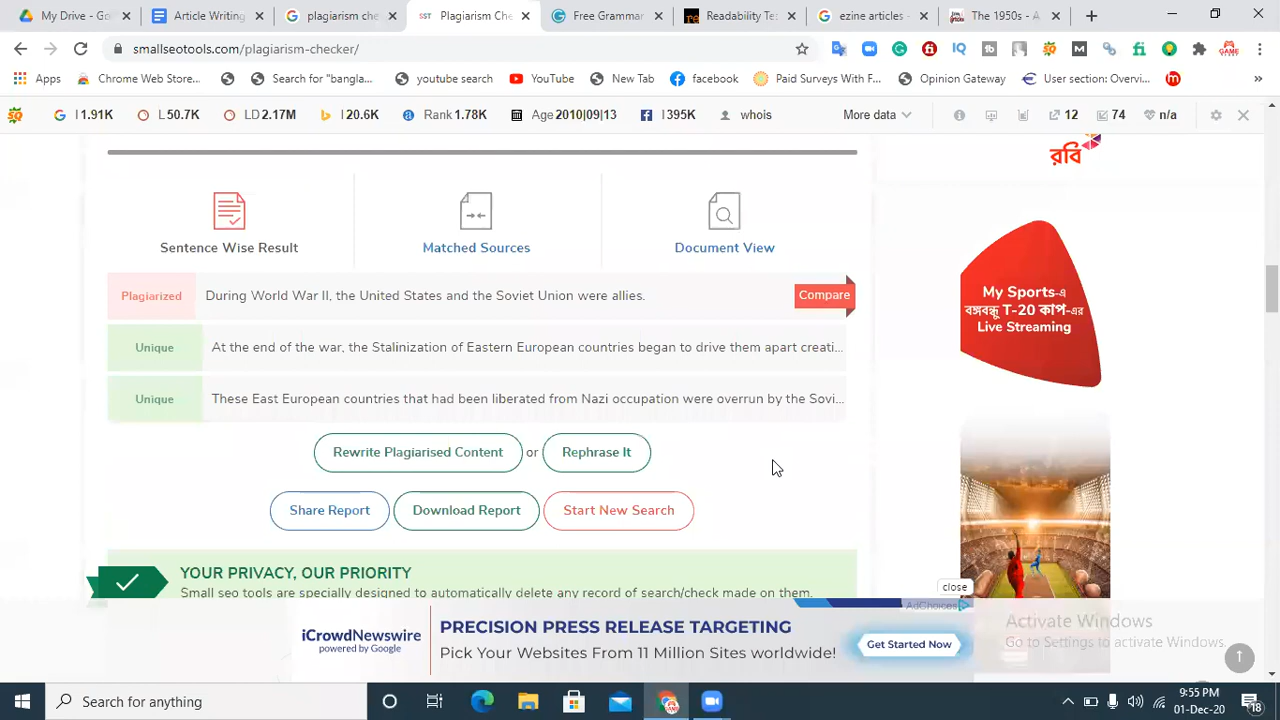 My Drive - Go
Article Writing
plagiarism che
Plagiarism Che
Free Grammar
Readability Te
ezine articles -
The 1950s - A
smallseotools.com/plagiarism-checker/
Apps
Chrome Web Store...
Search for "bangla...
youtube search
YouTube
New Tab
facebook
Paid Surveys With F...
Opinion Gateway
User section: Overvi...
»
I 1.91K
L 50.7K
LD 2.17M
I 20.6K
Rank 1.78K
Age 2010|09|13
I 395K
whois
More data
12
74
n/a
রবি
Sentence Wise Result
Matched Sources
Document View
Plagiarized
During World War II, the United States and the Soviet Union were allies.
Compare
Unique
At the end of the war, the Stalinization of Eastern European countries began to drive them apart creati...
Unique
These East European countries that had been liberated from Nazi occupation were overrun by the Sovi...
My Sports-এ
বঙ্গবন্ধু T-20 কাপ-এর
Live Streaming
Rewrite Plagiarised Content
or
Rephrase It
Share Report
Download Report
Start New Search
YOUR PRIVACY, OUR PRIORITY
Small seo tools are specially designed to automatically delete any record of search/check made on them.
close
AdChoices
iCrowdNewswire
powered by Google
PRECISION PRESS RELEASE TARGETING
Pick Your Websites From 11 Million Sites worldwide!
Get Started Now
Activate Windows
Go to Settings to activate Windows.
Search for anything
9:55 PM
01-Dec-20
18